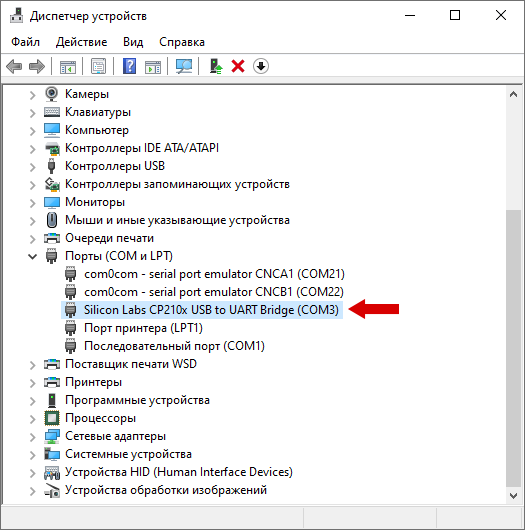 Диспетчер устройств
Файл Действие Вид Справка
Камеры
Клавиатуры
Компьютер
Контроллеры IDE ATA/ATAPI
Контроллеры USB
Контроллеры запоминающих устройств
Мониторы
Мыши и иные указывающие устройства
Очереди печати
Порты (COM и LPT)
com0com - serial port emulator CNCA1 (COM21)
com0com - serial port emulator CNCB1 (COM22)
Silicon Labs CP210x USB to UART Bridge (COM3)
Порт принтера (LPT1)
Последовательный порт (COM1)
Поставщик печати WSD
Принтеры
Программные устройства
Процессоры
Сетевые адаптеры
Системные устройства
Устройства HID (Human Interface Devices)
Устройства обработки изображений